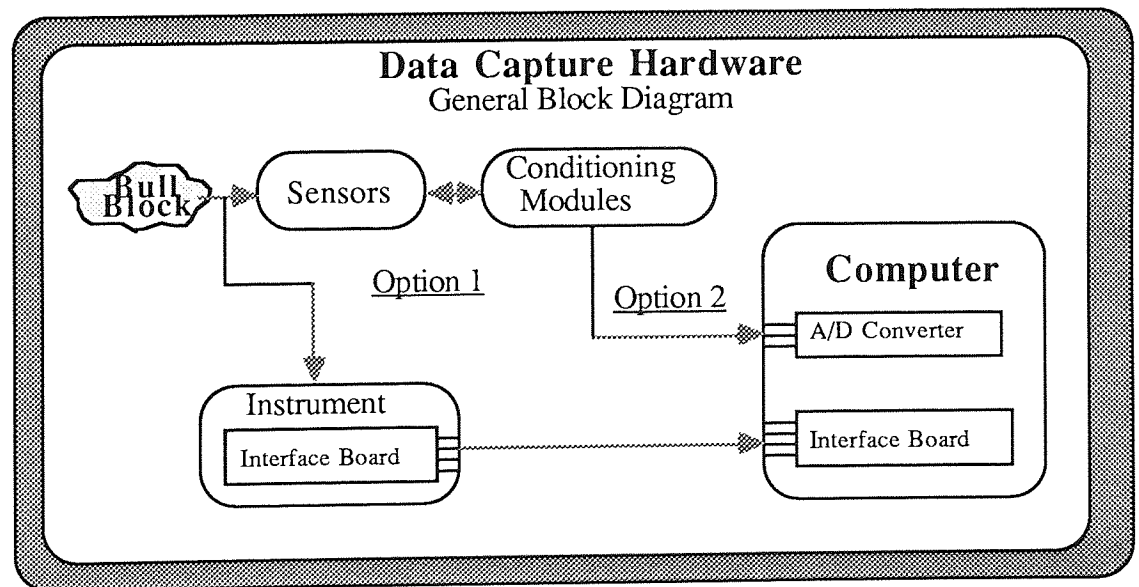 Data Capture Hardware
General Block Diagram
Bull
Block
Sensors
Conditioning
Modules
Option 1
Option 2
Computer
A/D Converter
Instrument
Interface Board
Interface Board